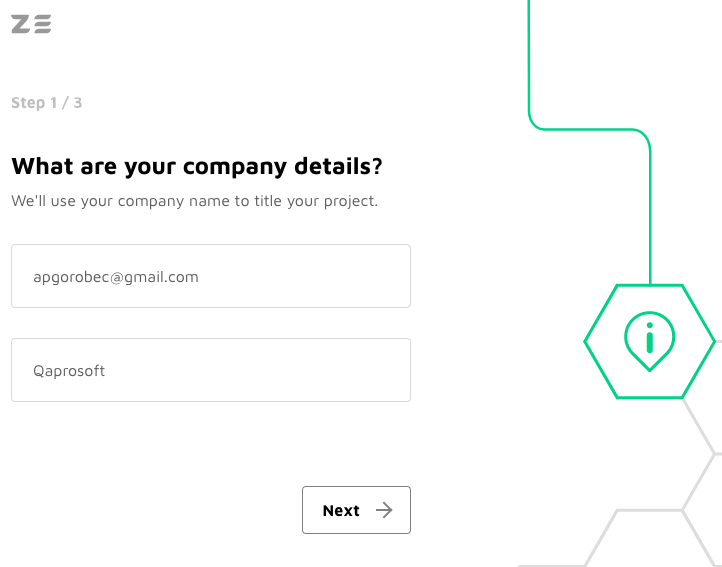 ZE
Step 1 / 3
What are your company details?
We'll use your company name to title your project.
apgorobec@gmail.com
Qaprosoft
Next